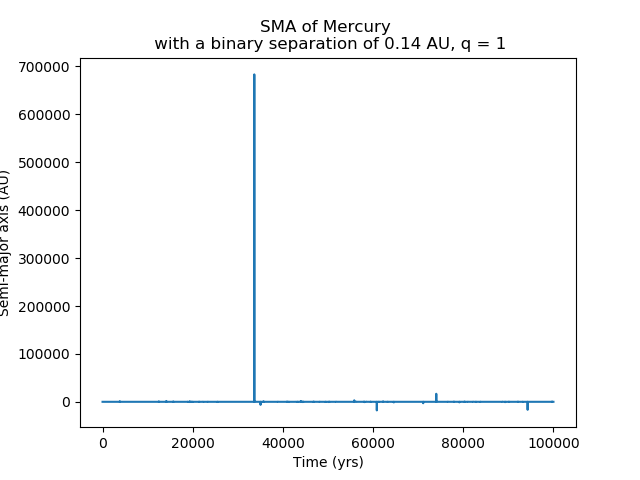 SMA of Mercury
with a binary separation of 0.14 AU, q = 1
700000
600000
500000
400000
300000
200000
100000
0
Semi-major axis (AU)
0 20000 40000 60000 80000 100000
Time (yrs)